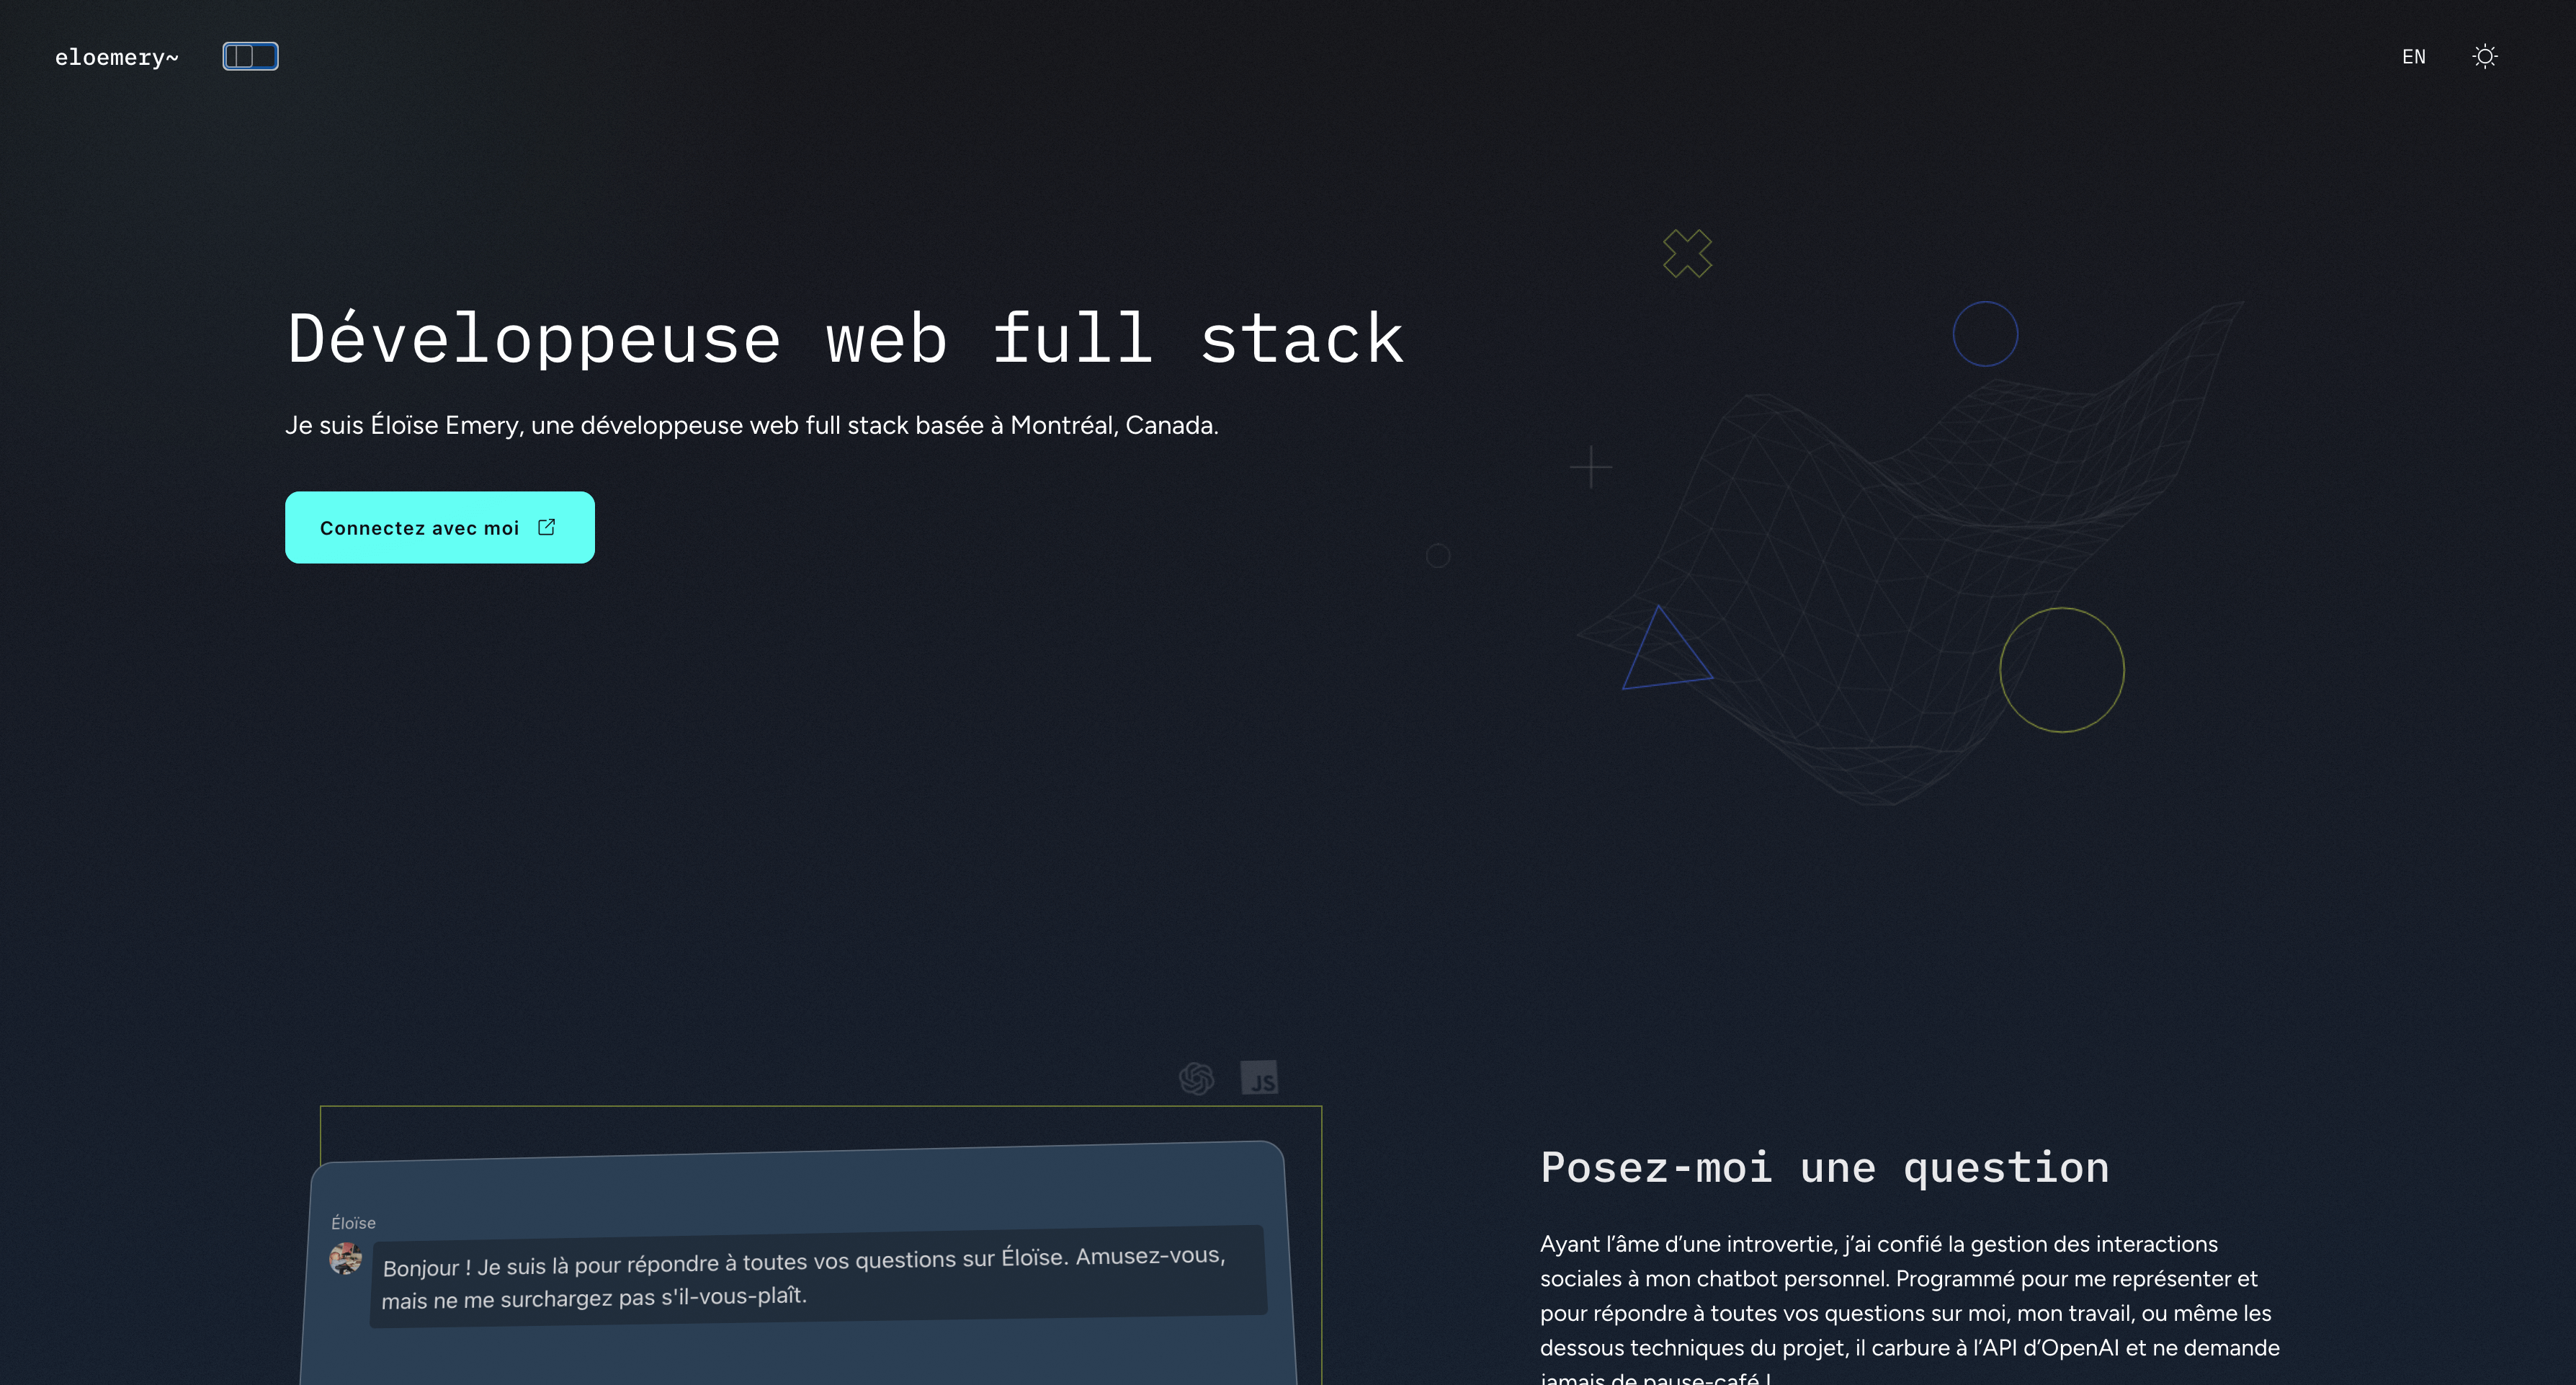 eloemery~
EN
Développeuse web full stack
Je suis Éloïse Emery, une développeuse web full stack basée à Montréal, Canada.
Connectez avec moi
JS
Posez-moi une question
Éloïse
Bonjour ! Je suis là pour répondre à toutes vos questions sur Éloïse. Amusez-vous,
mais ne me surchargez pas s'il-vous-plaît.
Ayant l’âme d’une introvertie, j’ai confié la gestion des interactions
sociales à mon chatbot personnel. Programmé pour me représenter et
pour répondre à toutes vos questions sur moi, mon travail, ou même les
dessous techniques du projet, il carbure à l’API d’OpenAI et ne demande
jamais de pause-café !